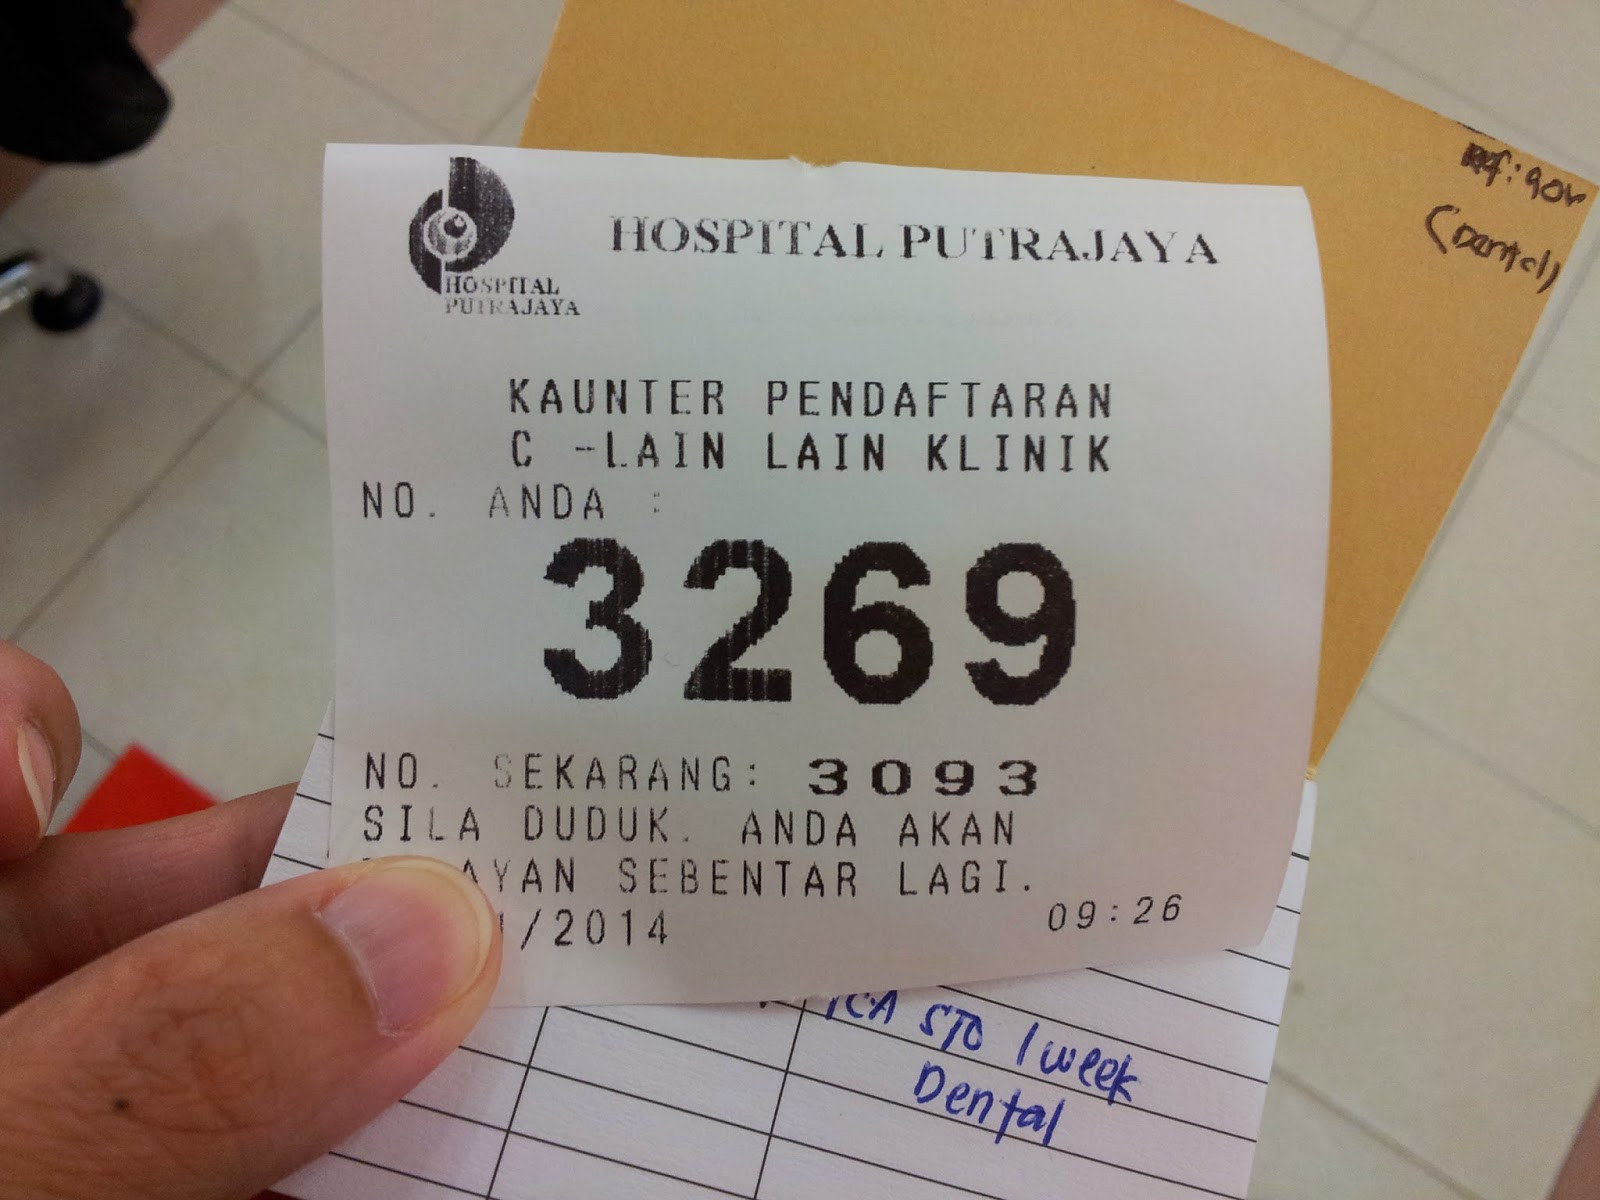 HOSPITAL PUTRAJAYA
HOSPITAL
PUTRAJAYA
KAUNTER PENDAFTARAN
C -LAIN LAIN KLINIK
NO. ANDA :
3269
NO. SEKARANG: 3093
SILA DUDUK. ANDA AKAN
SEBENTAR LAGI.
/2014 09:26
(Dental)
STO 1 week
Dental